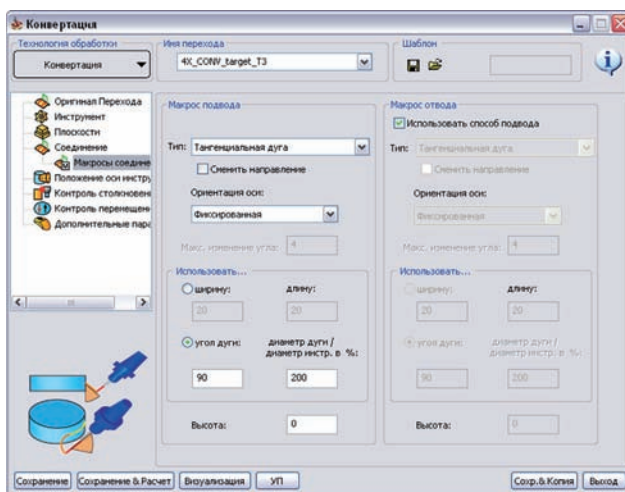 Конвертация
Технология обработки
Конвертация
Имя перехода
4X_CONV_target_T3
Шаблон
Оригинал Перехода
Инструмент
Плоскости
Соединение
Макросы соедине
Положение оси инстру
Контроль столкновен
Контроль перемещени
Дополнительные пара
Макрос подвода
Тип: Тангенциальная дуга
Сменить направление
Ориентация оси:
Фиксированная
Макс. изменение угла: 4
Использовать...
ширину: длину:
20 20
угол дуги: диаметр дуги /
диаметр инстр. в %:
90 200
Высота: 0
Макрос отвода
Использовать способ подвода
Тип: Тангенциальная дуга
Сменить направление
Ориентация оси:
Фиксированная
Макс. изменение угла: 4
Использовать...
ширину: длину:
20 20
угол дуги: диаметр дуги /
диаметр инстр. в %:
90 200
Высота: 0
Сохранение Сохранение & Расчет Визуализация УП Сохр.& Копия Выход